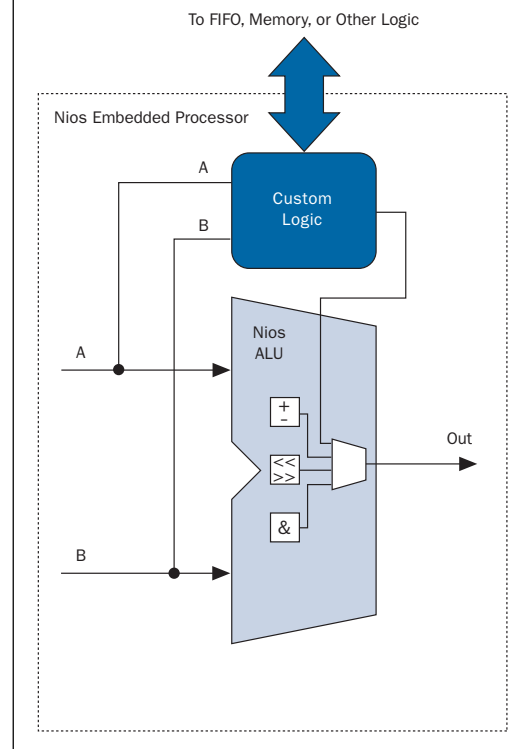 To FIFO, Memory, or Other Logic
Nios Embedded Processor
A
Custom
Logic
B
Nios
ALU
A
+
-
Out
<<
>>
&
B